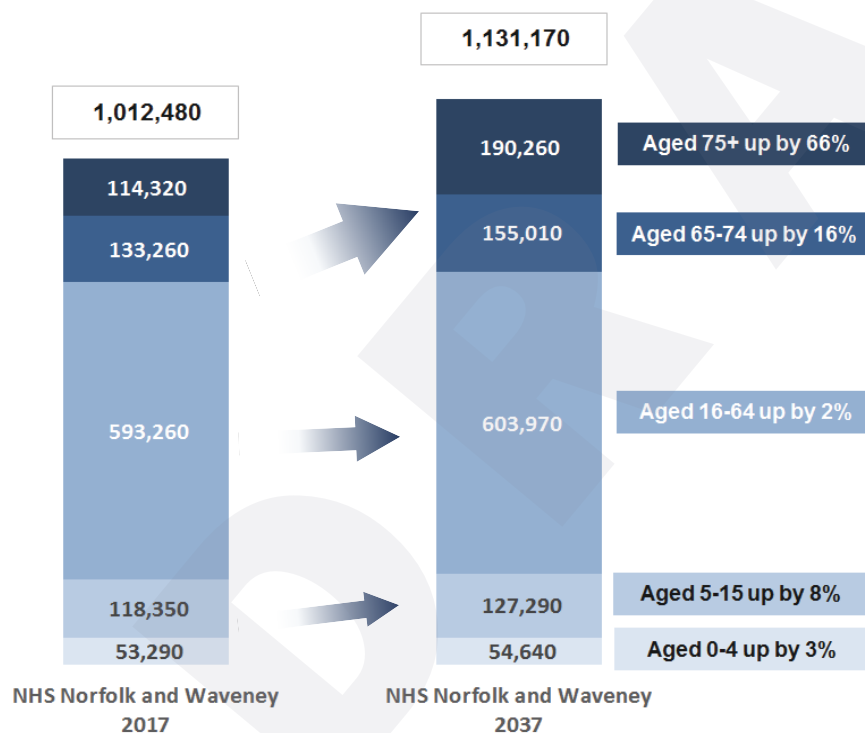 1,131,170
1,012,480
190,260
Aged 75+ up by 66%
114,320
155,010
Aged 65-74 up by 16%
133,260
593,260
603,970
Aged 16-64 up by 2%
118,350
127,290
Aged 5-15 up by 8%
53,290
54,640
Aged 0-4 up by 3%
NHS Norfolk and Waveney
2017
NHS Norfolk and Waveney
2037
DRA